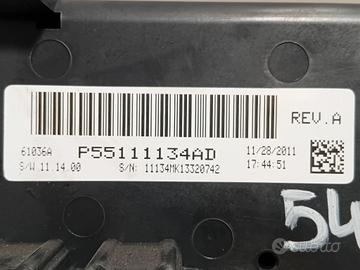 REV.A
61036A P55111134AD 11/28/2011
S/W 11.14.00 S/N: 11134MK13320742 17:44:51
54
subito